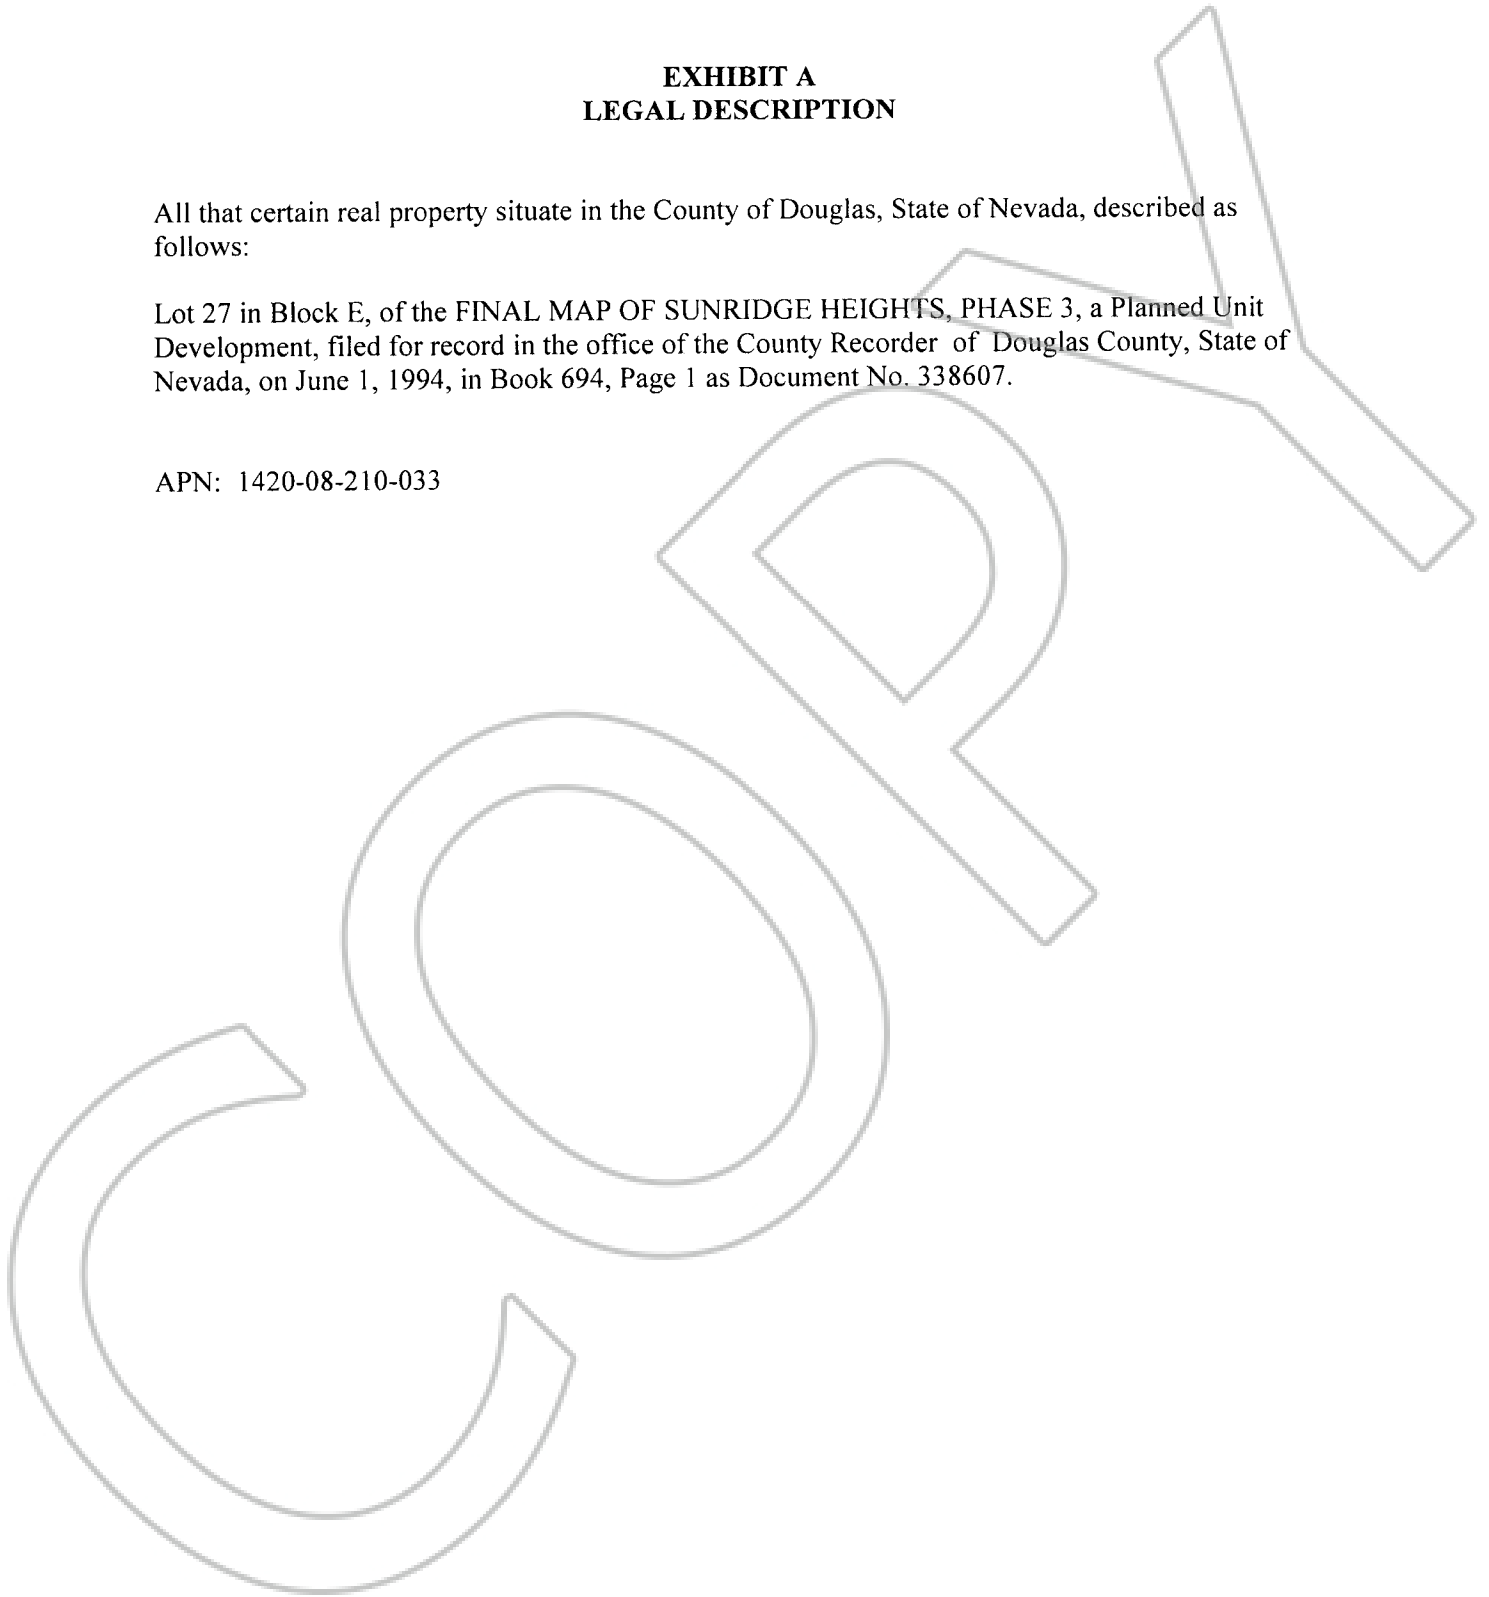 EXHIBIT A
LEGAL DESCRIPTION
All that certain real property situate in the County of Douglas, State of Nevada, described as
follows:
Lot 27 in Block E, of the FINAL MAP OF SUNRIDGE HEIGHTS, PHASE 3, a Planned Unit
Development, filed for record in the office of the County Recorder of Douglas County, State of
Nevada, on June 1, 1994, in Book 694, Page 1 as Document No. 338607.
APN: 1420-08-210-033
COPY